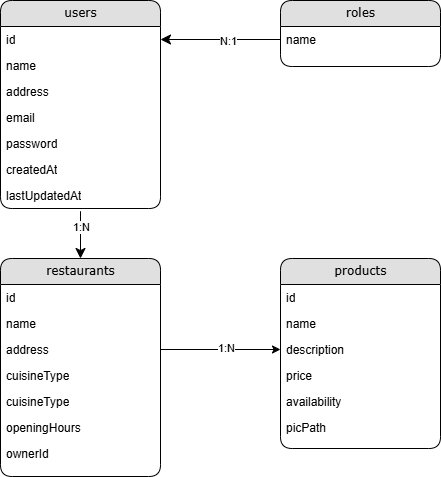 users
id
name
address
email
password
createdAt
lastUpdatedAt
roles
name
N:1
1:N
restaurants
id
name
address
cuisineType
cuisineType
openingHours
ownerId
1:N
products
id
name
description
price
availability
picPath